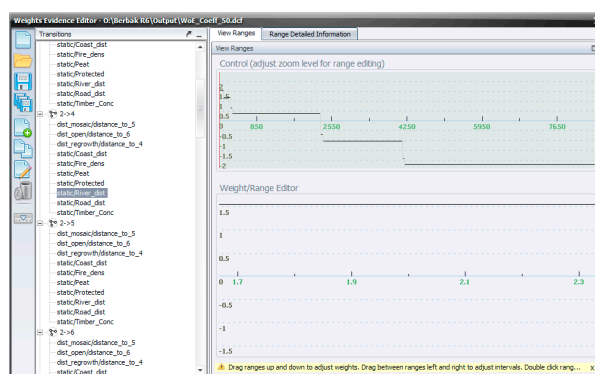 Weights Evidence Editor - O:\Berbak R6\Output\WoE_Coeff_50.dcf
Transitions
static/Coast_dist
static/Fire_dens
static/Peat
static/Protected
static/River_dist
static/Road_dist
static/Timber_Conc
2->4
dist_mosaic/distance_to_5
dist_open/distance_to_6
dist_regrowth/distance_to_4
static/Coast_dist
static/Fire_dens
static/Peat
static/Protected
static/River_dist
static/Road_dist
static/Timber_Conc
2->5
dist_mosaic/distance_to_5
dist_open/distance_to_6
dist_regrowth/distance_to_4
static/Coast_dist
static/Fire_dens
static/Peat
static/Protected
static/River_dist
static/Road_dist
static/Timber_Conc
2->6
dist_mosaic/distance_to_5
dist_open/distance_to_6
dist_regrowth/distance_to_4
static/Coast_dist
View Ranges Range Detailed Information
View Ranges
Control (adjust zoom level for range editing)
2
1.5
1
0.5
0 850 2550 4250 5950 7650
-0.5
-1
-1.5
-2
Weight/Range Editor
1.5
1
0.5
0 1.7 1.9 2.1 2.3
-0.5
-1
-1.5
Drag ranges up and down to adjust weights. Drag between ranges left and right to adjust intervals. Double click rang... x